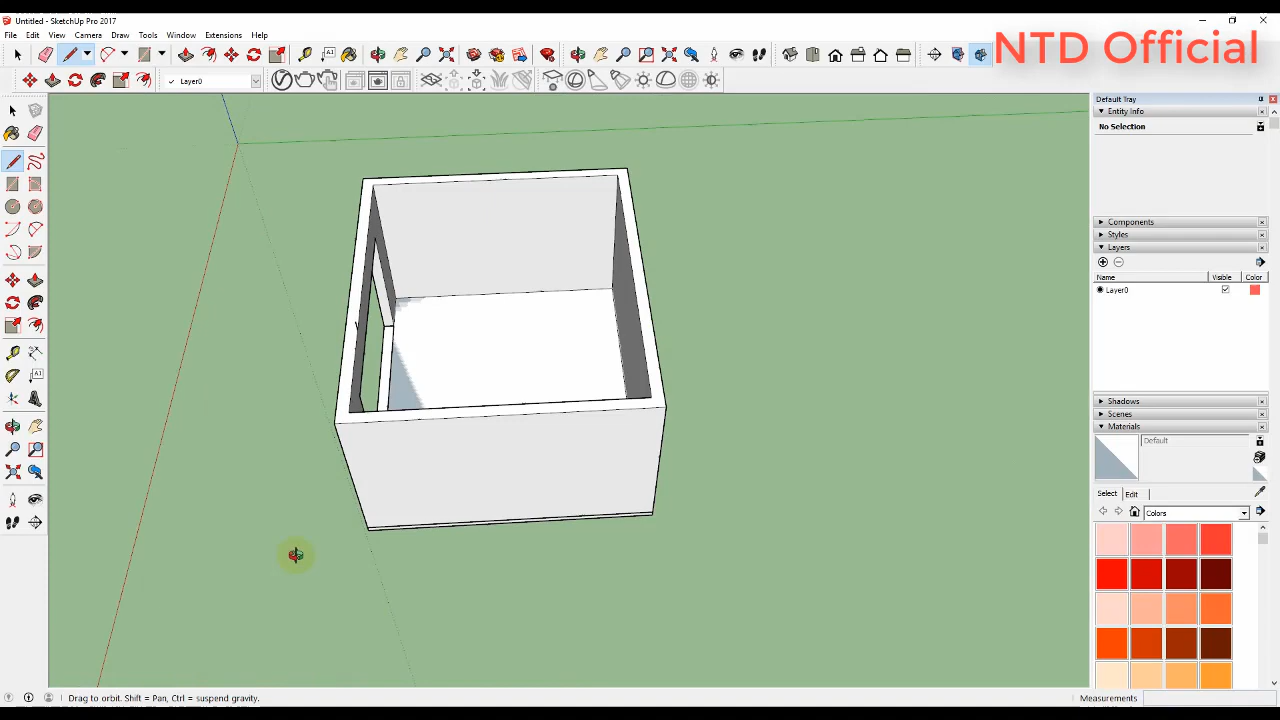 Untitled - SketchUp Pro 2017
NTD Official
File Edit View Camera Draw Tools Window Extensions Help
Layer0
Default Tray
Entity Info
No Selection
Components
Styles
Layers
Name Visible Color
Layer0
Shadows
Scenes
Materials
Default
Select Edit
Colors
A1
Drag to orbit. Shift = Pan, Ctrl = suspend gravity.
Measurements